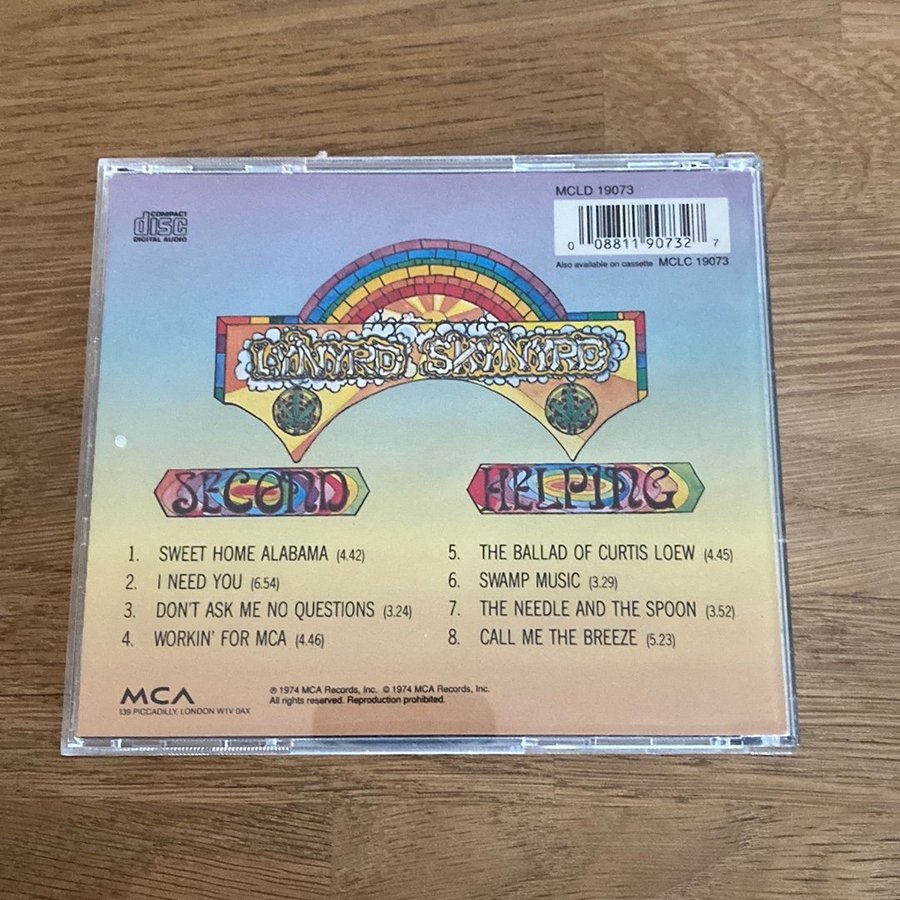 COMPACT
disc
DIGITAL AUDIO
MCLD 19073
0 08811 90732 7
Also available on cassette MCLC 19073
LYNYRD SKYNYRD
SECOND HELPING
1. SWEET HOME ALABAMA (4.42)
2. I NEED YOU (6.54)
3. DON'T ASK ME NO QUESTIONS (3.24)
4. WORKIN' FOR MCA (4.46)
5. THE BALLAD OF CURTIS LOEW (4.45)
6. SWAMP MUSIC (3.29)
7. THE NEEDLE AND THE SPOON (3.52)
8. CALL ME THE BREEZE (5.23)
MCA
139 PICCADILLY, LONDON W1V 0AX
℗ 1974 MCA Records, Inc. © 1974 MCA Records, Inc.
All rights reserved. Reproduction prohibited.